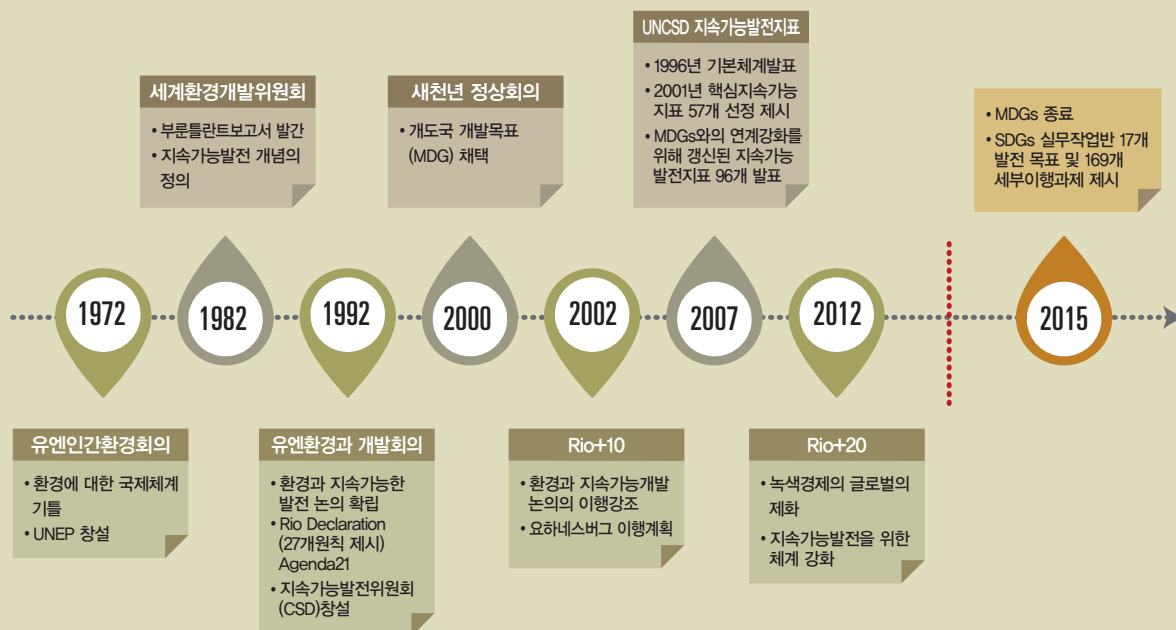 세계환경개발위원회
• 부룬틀란트보고서 발간
• 지속가능발전 개념의
정의
새천년 정상회의
• 개도국 개발목표
(MDG) 채택
UNCSD 지속가능발전지표
• 1996년 기본체계발표
• 2001년 핵심지속가능
지표 57개 선정 제시
• MDGs와의 연계강화를
위해 갱신된 지속가능
발전지표 96개 발표
• MDGs 종료
• SDGs 실무작업반 17개
발전 목표 및 169개
세부이행과제 제시
1972
1982
1992
2000
2002
2007
2012
2015
유엔인간환경회의
• 환경에 대한 국제체계
기틀
• UNEP 창설
유엔환경과 개발회의
• 환경과 지속가능한
발전 논의 확립
• Rio Declaration
(27개원칙 제시)
Agenda21
• 지속가능발전위원회
(CSD)창설
Rio+10
• 환경과 지속가능개발
논의의 이행강조
• 요하네스버그 이행계획
Rio+20
• 녹색경제의 글로벌의
제화
• 지속가능발전을 위한
체계 강화